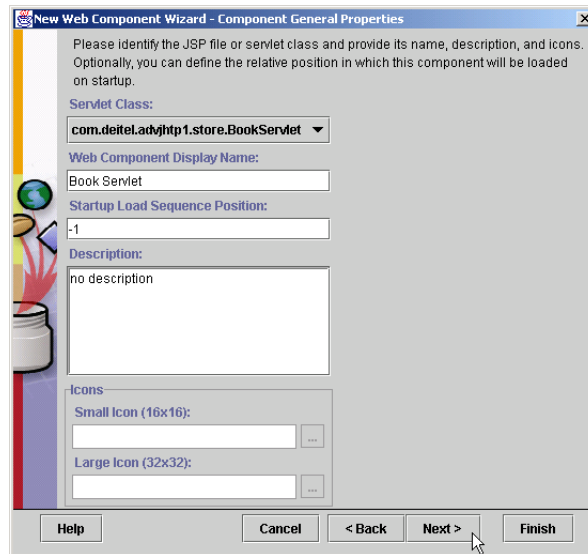 New Web Component Wizard - Component General Properties
Please identify the JSP file or servlet class and provide its name, description, and icons.
Optionally, you can define the relative position in which this component will be loaded
on startup.
Servlet Class:
com.deitel.advjhtp1.store.BookServlet
Web Component Display Name:
Book Servlet
Startup Load Sequence Position:
-1
Description:
no description
Icons
Small Icon (16x16):
...
Large Icon (32x32):
...
Help
Cancel
< Back
Next >
Finish